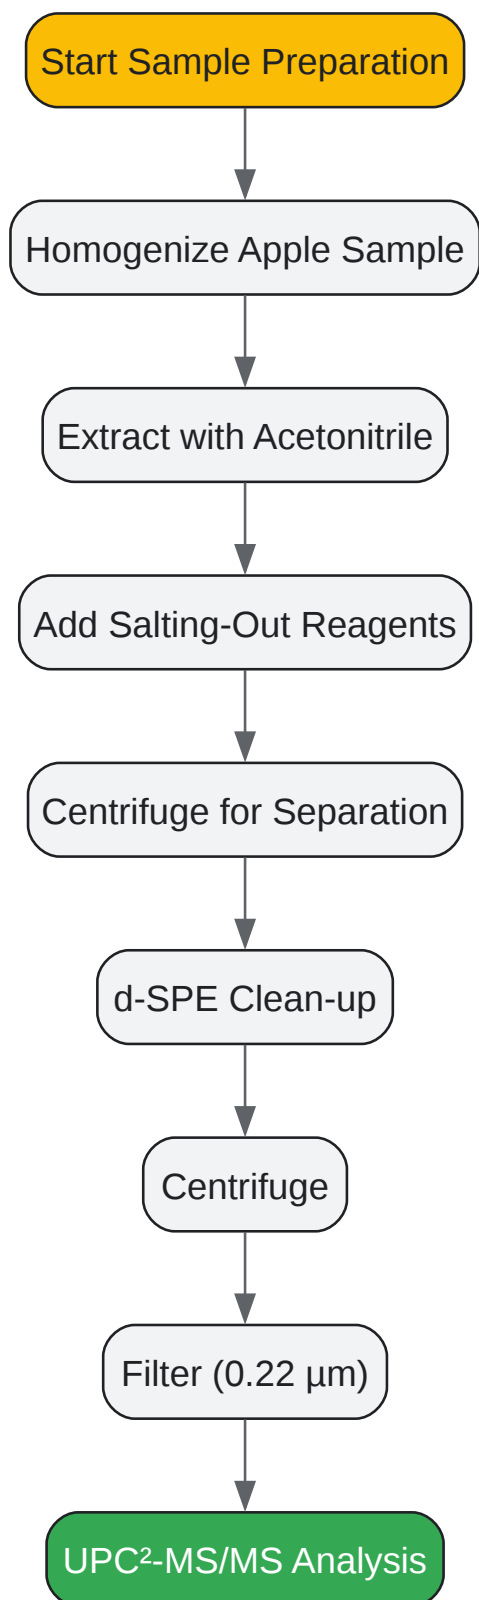 Start Sample Preparation
Homogenize Apple Sample
Extract with Acetonitrile
Add Salting-Out Reagents
Centrifuge for Separation
d-SPE Clean-up
Centrifuge
Filter (0.22 µm)
UPC²-MS/MS Analysis